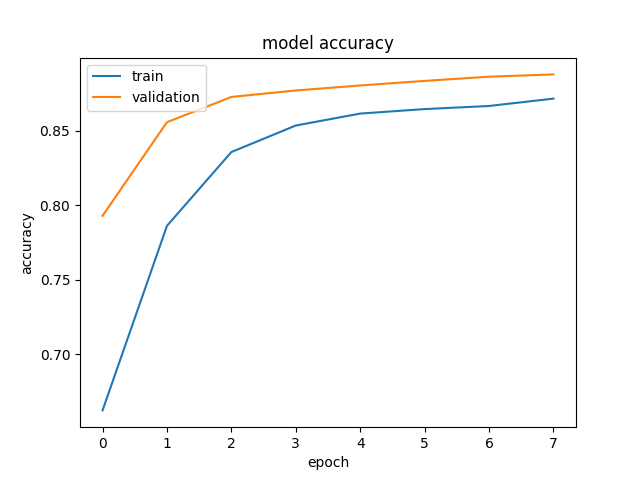 model accuracy
train
validation
0.85
0.80
0.75
0.70
accuracy
0 1 2 3 4 5 6 7
epoch